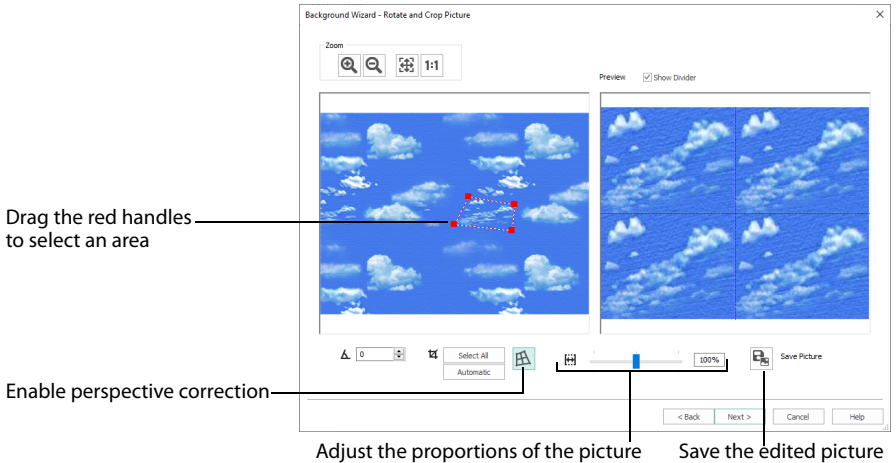 Background Wizard - Rotate and Crop Picture
Zoom
1:1
Preview
Show Divider
Drag the red handles
to select an area
0
Select All
Automatic
100%
Save Picture
Enable perspective correction
< Back
Next >
Cancel
Help
Adjust the proportions of the picture
Save the edited picture